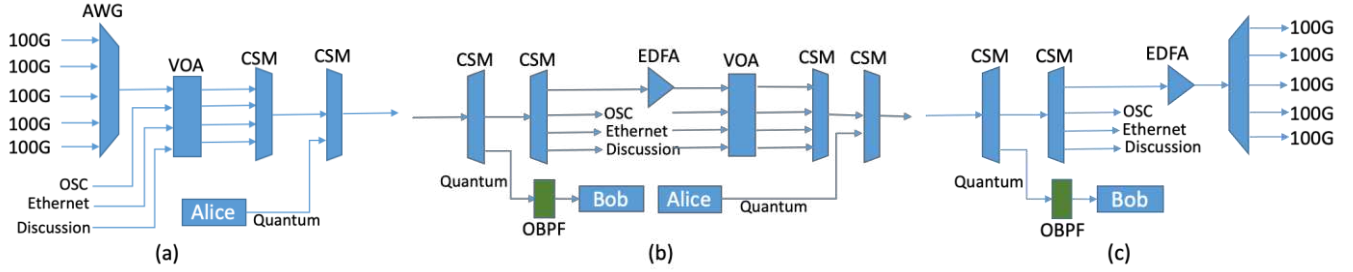 AWG
100G
100G
100G
100G
100G
VOA
CSM
CSM
OSC
Ethernet
Discussion
Alice
Quantum
(a)
CSM
CSM
EDFA
VOA
CSM
CSM
OSC
Ethernet
Discussion
Quantum
OBPF
Bob
Alice
Quantum
(b)
CSM
CSM
EDFA
100G
100G
100G
100G
100G
OSC
Ethernet
Discussion
Quantum
OBPF
Bob
(c)